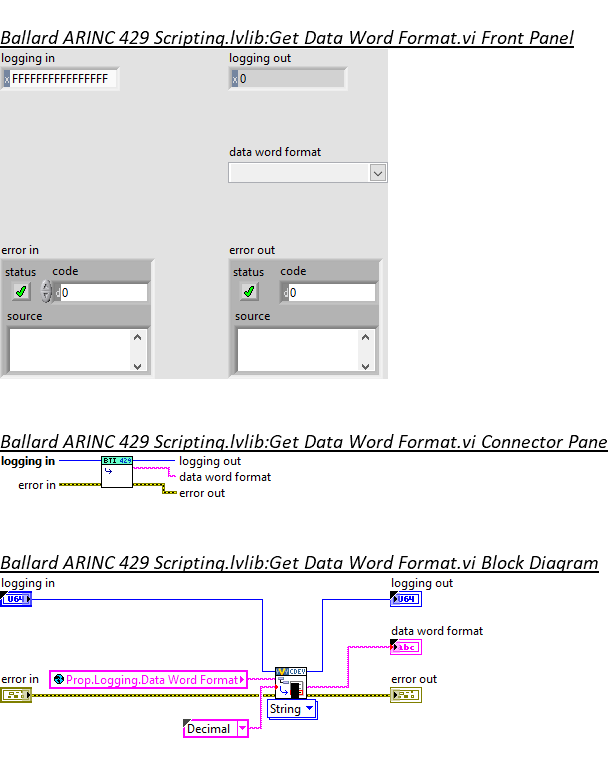 Ballard ARINC 429 Scripting.lvlib:Get Data Word Format.vi Front Panel
logging in
logging out
x FFFFFFFFFFFFFFFF
x 0
data word format
error in
error out
status code
status code
d 0
d 0
source
source
Ballard ARINC 429 Scripting.lvlib:Get Data Word Format.vi Connector Pane
logging in
BTI 429
logging out
data word format
error in
error out
Ballard ARINC 429 Scripting.lvlib:Get Data Word Format.vi Block Diagram
logging in
logging out
U64
U64
data word format
abc
error in
error out
Prop.Logging.Data Word Format
CDEV
String
Decimal